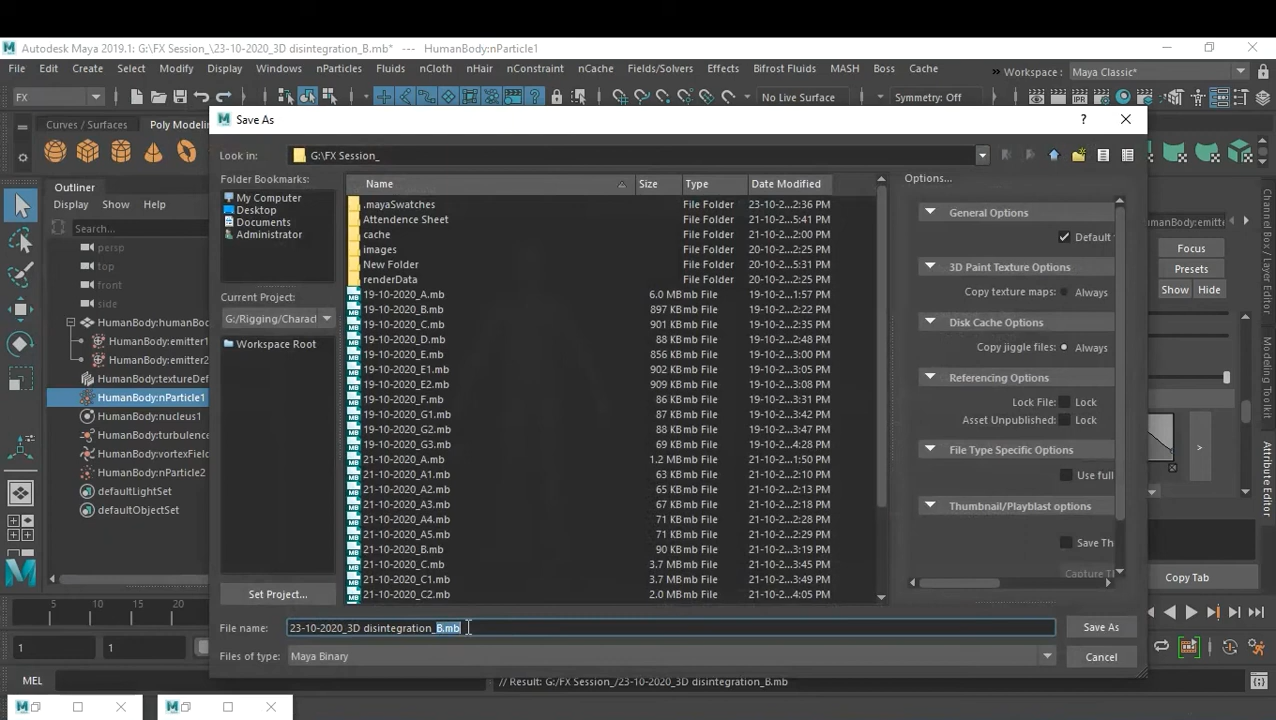 Autodesk Maya 2019.1: G:\FX Session_\23-10-2020_3D disintegration_B.mb* --- HumanBody:nParticle1
File Edit Create Select Modify Display Windows nParticles Fluids nCloth nHair nConstraint nCache Fields/Solvers Effects Bifrost Fluids MASH Boss Cache » Workspace : Maya Classic*
FX No Live Surface Symmetry: Off
Curves / Surfaces Poly Modeling
Save As
?
Look in: G:\FX Session_
Folder Bookmarks:
My Computer
Desktop
Documents
Administrator
Current Project:
G:/Rigging/Charact
Workspace Root
Set Project...
Name Size Type Date Modified
.mayaSwatches File Folder 23-10-2...2:36 PM
Attendence Sheet File Folder 21-10-2...5:41 PM
cache File Folder 21-10-2...2:00 PM
images File Folder 20-10-2...2:25 PM
New Folder File Folder 20-10-2...5:31 PM
renderData File Folder 20-10-2...2:25 PM
19-10-2020_A.mb 6.0 MB mb File 19-10-2...1:57 PM
19-10-2020_B.mb 897 KB mb File 19-10-2...2:22 PM
19-10-2020_C.mb 901 KB mb File 19-10-2...2:35 PM
19-10-2020_D.mb 88 KB mb File 19-10-2...2:48 PM
19-10-2020_E.mb 856 KB mb File 19-10-2...3:00 PM
19-10-2020_E1.mb 902 KB mb File 19-10-2...3:05 PM
19-10-2020_E2.mb 909 KB mb File 19-10-2...3:08 PM
19-10-2020_F.mb 86 KB mb File 19-10-2...3:31 PM
19-10-2020_G1.mb 87 KB mb File 19-10-2...3:42 PM
19-10-2020_G2.mb 88 KB mb File 19-10-2...3:47 PM
19-10-2020_G3.mb 69 KB mb File 19-10-2...4:28 PM
21-10-2020_A.mb 1.2 MB mb File 21-10-2...1:50 PM
21-10-2020_A1.mb 63 KB mb File 21-10-2...2:10 PM
21-10-2020_A2.mb 65 KB mb File 21-10-2...2:13 PM
21-10-2020_A3.mb 67 KB mb File 21-10-2...2:18 PM
21-10-2020_A4.mb 71 KB mb File 21-10-2...2:28 PM
21-10-2020_A5.mb 71 KB mb File 21-10-2...2:29 PM
21-10-2020_B.mb 90 KB mb File 21-10-2...3:19 PM
21-10-2020_C.mb 3.7 MB mb File 21-10-2...3:45 PM
21-10-2020_C1.mb 3.7 MB mb File 21-10-2...3:49 PM
21-10-2020_C2.mb 2.0 MB mb File 21-10-2...4:05 PM
Options...
General Options
Default
3D Paint Texture Options
Copy texture maps: Always
Disk Cache Options
Copy jiggle files: Always
Referencing Options
Lock File: Lock
Asset Unpublished: Lock
File Type Specific Options
Use full
Thumbnail/Playblast options
Save Th
File name: 23-10-2020_3D disintegration_B.mb
Save As
Files of type: Maya Binary
Cancel
Outliner
Display Show Help
Search...
persp
top
front
side
HumanBody:humanBo
HumanBody:emitter1
HumanBody:emitter2
HumanBody:textureDef
HumanBody:nParticle1
HumanBody:nucleus1
HumanBody:turbulence
HumanBody:vortexField
HumanBody:nParticle2
defaultLightSet
defaultObjectSet
HumanBody:emitte
Focus
Presets
Show Hide
>
Copy Tab
Channel Box / Layer Editor
Modeling Toolkit
Attribute Editor
5 10 15 20
1 1
MEL // Result: G:/FX Session_/23-10-2020_3D disintegration_B.mb